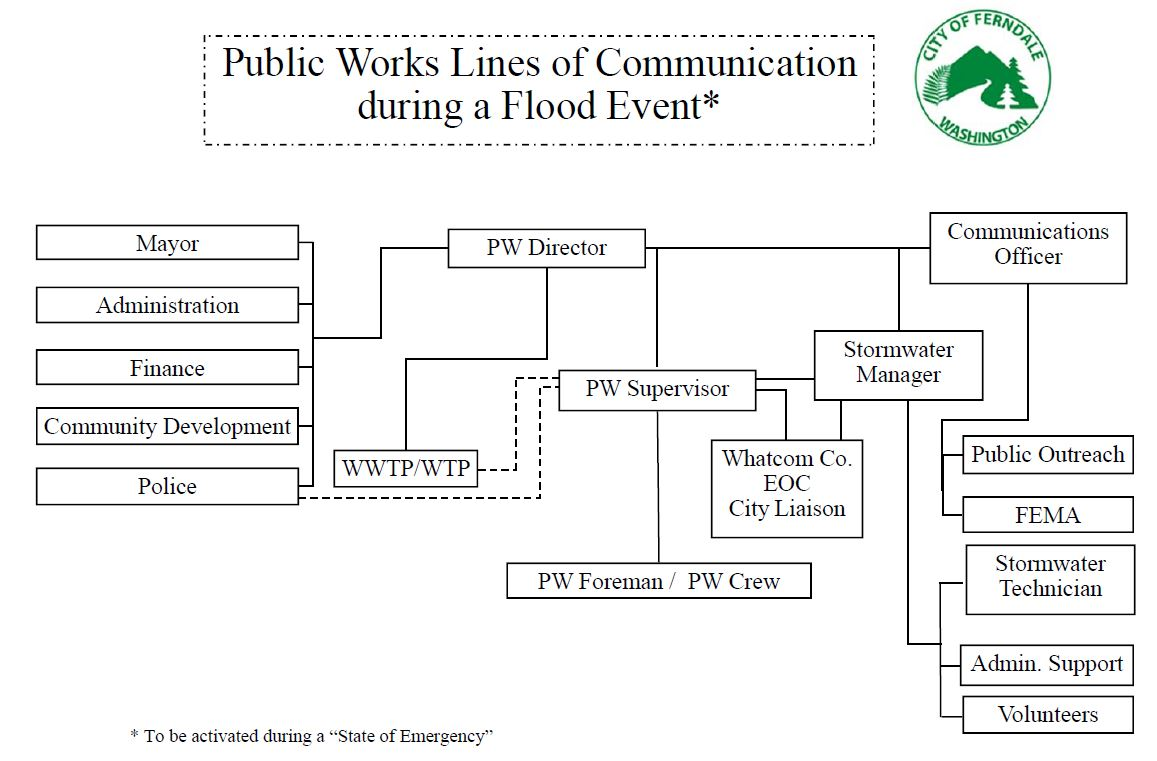 Public Works Lines of Communication
during a Flood Event*
CITY OF FERNDALE
WASHINGTON
Mayor
Administration
Finance
Community Development
Police
PW Director
WWTP/WTP
PW Supervisor
PW Foreman / PW Crew
Whatcom Co.
EOC
City Liaison
Stormwater
Manager
Communications
Officer
Public Outreach
FEMA
Stormwater
Technician
Admin. Support
Volunteers
* To be activated during a “State of Emergency”